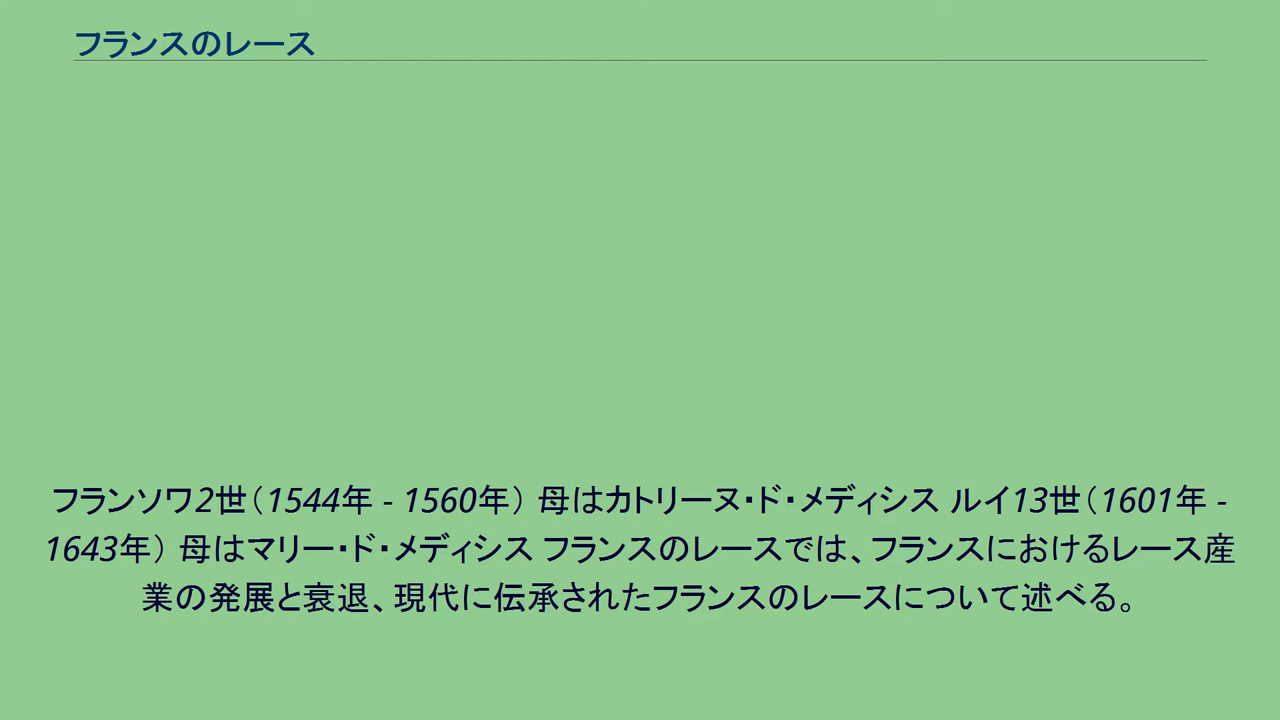 フランスのレース
フランソワ2世（1544年 - 1560年） 母はカトリーヌ・ド・メディシス ルイ13世（1601年 -
1643年） 母はマリー・ド・メディシス フランスのレースでは、フランスにおけるレース産
業の発展と衰退、現代に伝承されたフランスのレースについて述べる。